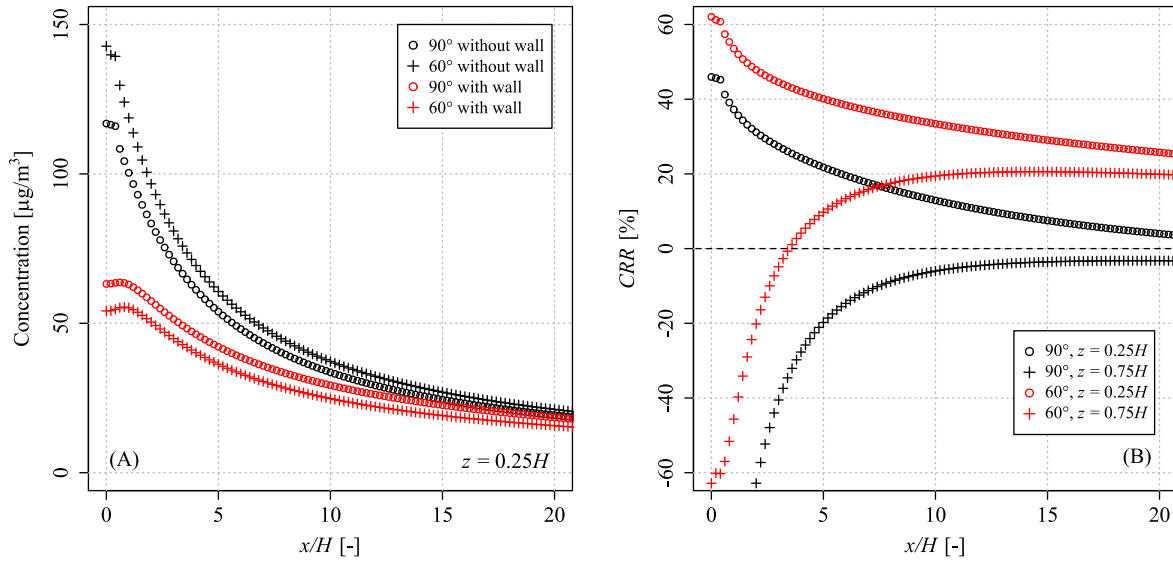 Concentration [µg/m³]
150
100
50
0
90° without wall
60° without wall
90° with wall
60° with wall
(A)
z = 0.25H
0
5
10
15
20
x/H [-]
CRR [%]
60
40
20
0
-20
-40
-60
90°, z = 0.25H
90°, z = 0.75H
60°, z = 0.25H
60°, z = 0.75H
(B)
0
5
10
15
20
x/H [-]